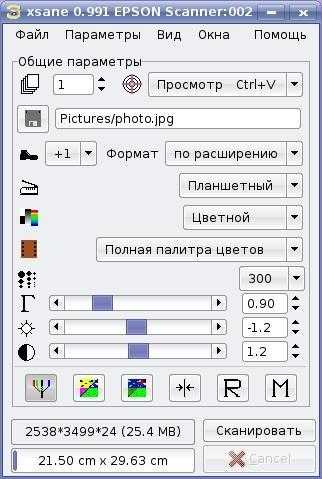 xsane 0.991 EPSON Scanner:002
Файл Параметры Вид Окна Помощь
Общие параметры
1 Просмотр Ctrl+V
Pictures/photo.jpg
+1 Формат по расширению
Планшетный
Цветной
Полная палитра цветов
300
Γ 0.90
-1.2
1.2
R M
2538*3499*24 (25.4 MB) Сканировать
21.50 cm x 29.63 cm Cancel